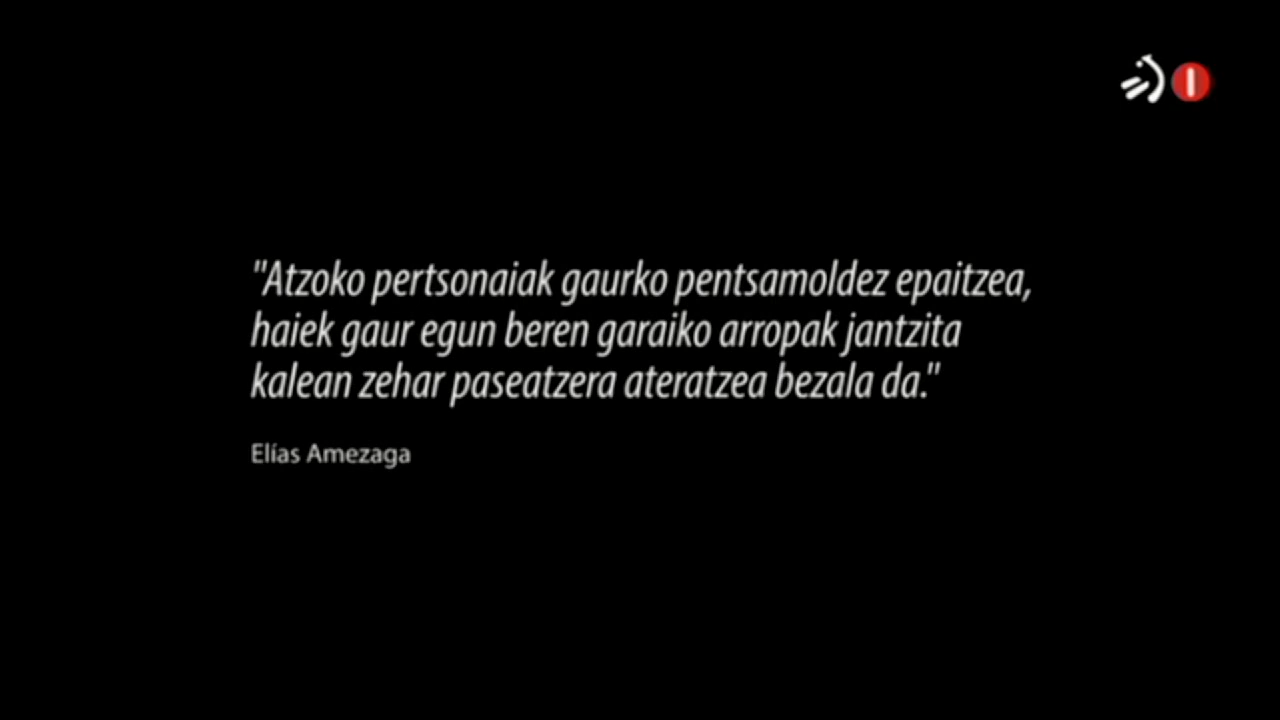 "Atzoko pertsonaiak gaurko pentsamoldez epaitzea,
haiek gaur egun beren garaiko arropak jantzita
kalean zehar paseatzera ateratzea bezala da."
Elías Amezaga